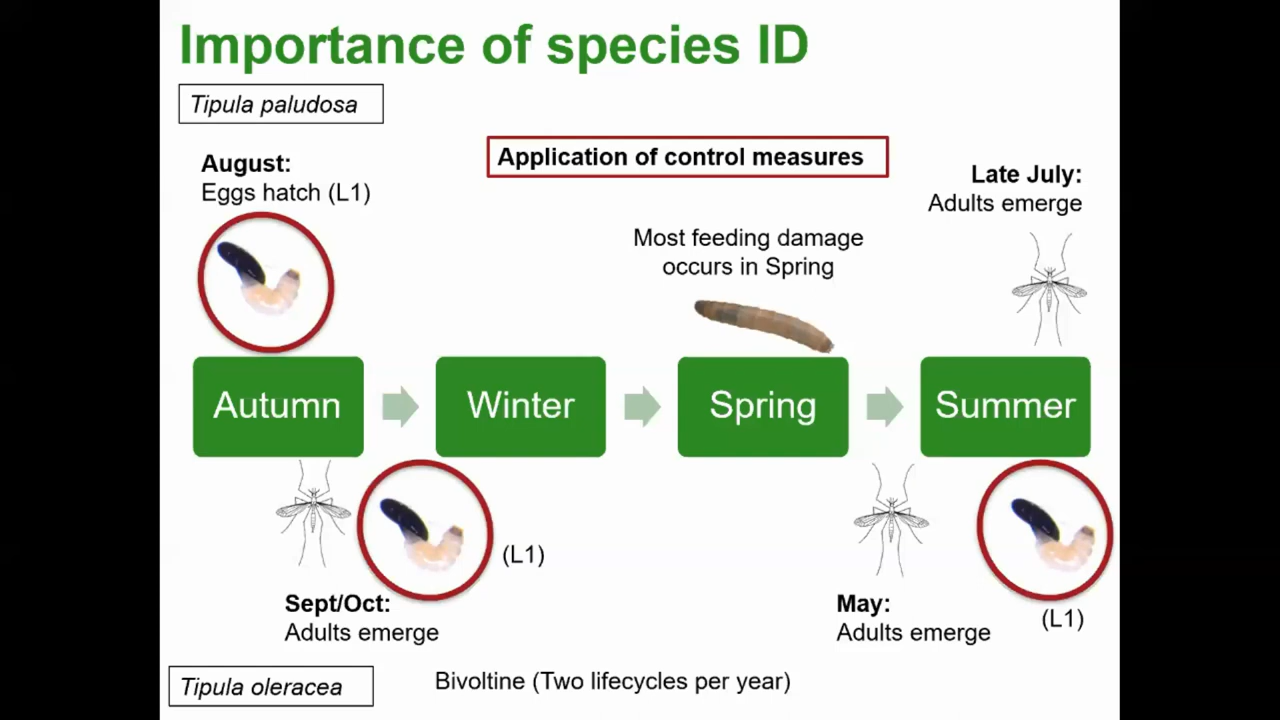 Importance of species ID
Tipula paludosa
Application of control measures
August:
Eggs hatch (L1)
Late July:
Adults emerge
Most feeding damage
occurs in Spring
Autumn
Winter
Spring
Summer
(L1)
Sept/Oct:
Adults emerge
May:
Adults emerge
(L1)
Tipula oleracea
Bivoltine (Two lifecycles per year)